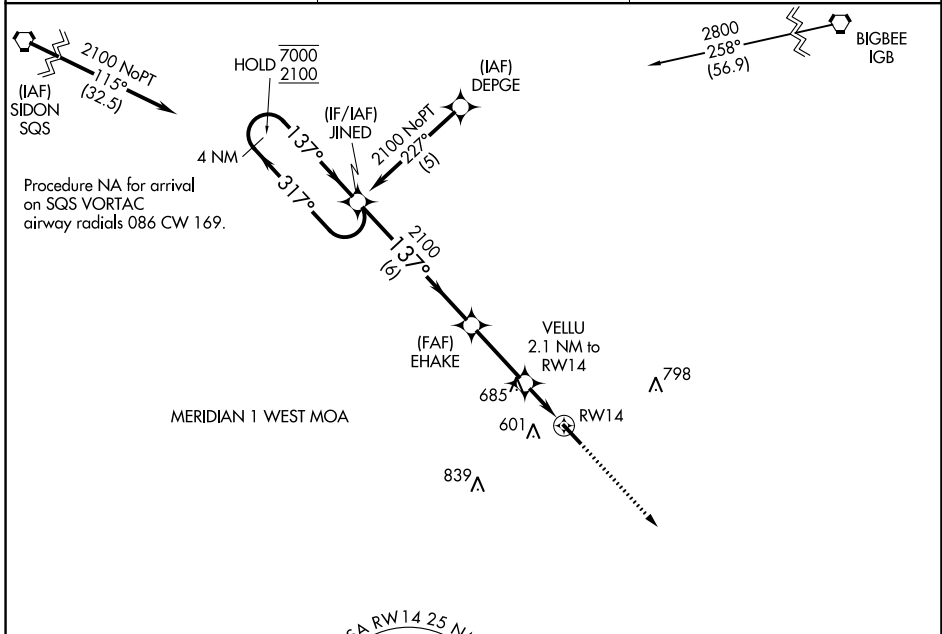 2100 NoPT
115°
(32.5)
(IAF)
SIDON
SQS
HOLD 7000
2100
(IAF)
DEPGE
2800
258°
(56.9)
BIGBEE
IGB
(IF/IAF)
JINED
2100 NoPT
227°
(5)
4 NM
137°
317°
Procedure NA for arrival
on SQS VORTAC
airway radials 086 CW 169.
2100
137°
(6)
(FAF)
EHAKE
VELLU
2.1 NM to
RW14
685
798
601
RW14
MERIDIAN 1 WEST MOA
839
RW14 25